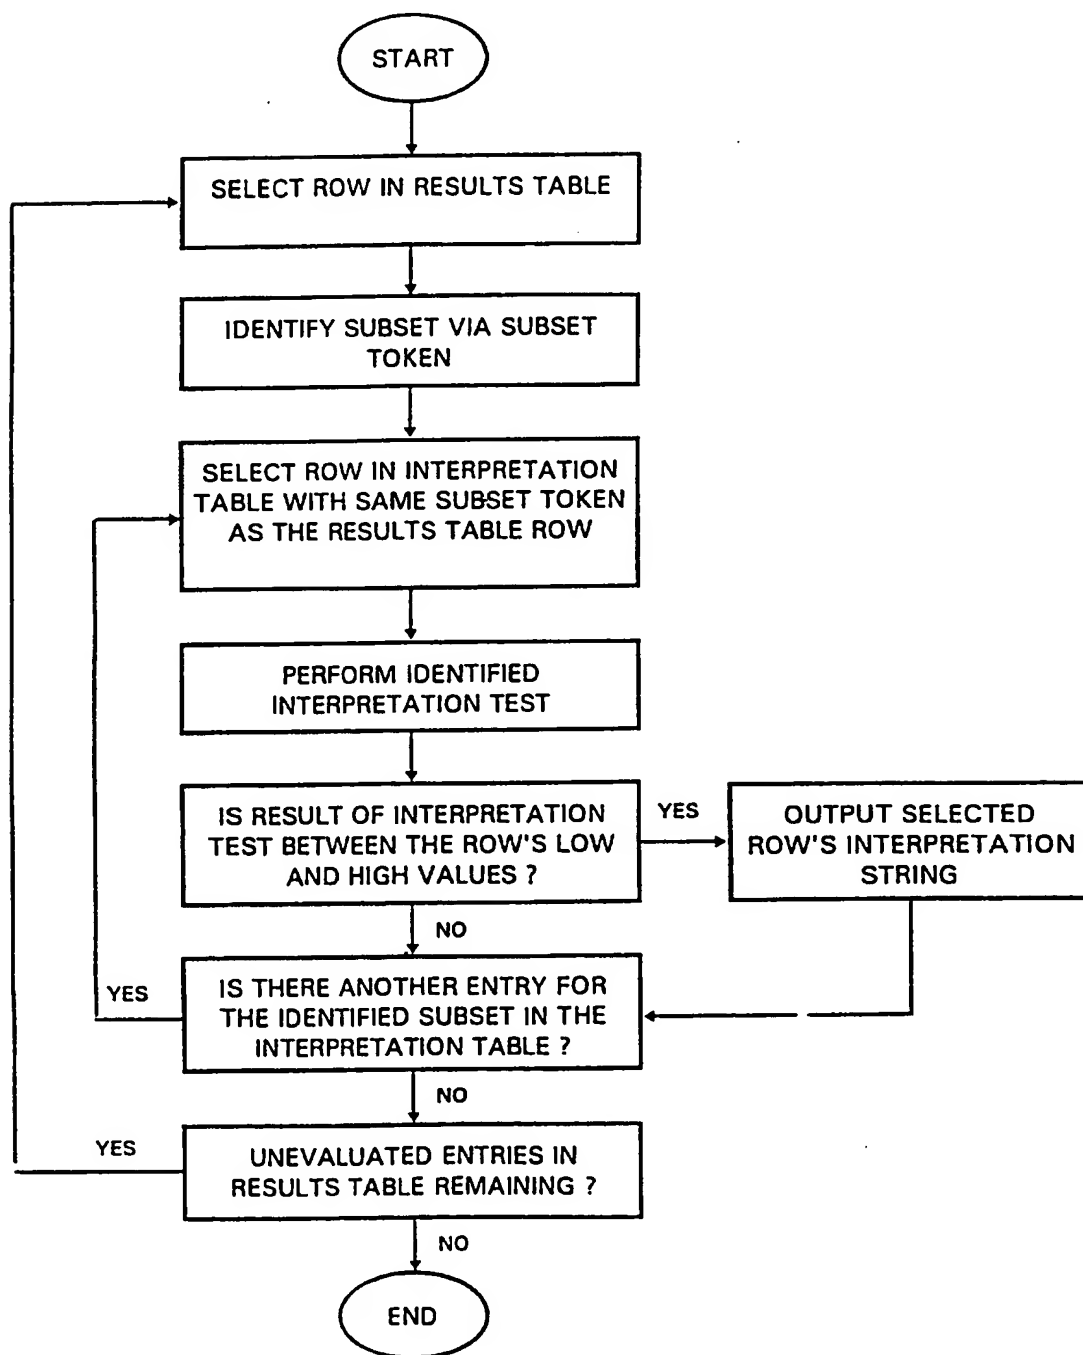 START
SELECT ROW IN RESULTS TABLE
IDENTIFY SUBSET VIA SUBSET
TOKEN
SELECT ROW IN INTERPRETATION
TABLE WITH SAME SUBSET TOKEN
AS THE RESULTS TABLE ROW
PERFORM IDENTIFIED
INTERPRETATION TEST
IS RESULT OF INTERPRETATION
TEST BETWEEN THE ROW'S LOW
AND HIGH VALUES ?
YES
OUTPUT SELECTED
ROW'S INTERPRETATION
STRING
NO
IS THERE ANOTHER ENTRY FOR
THE IDENTIFIED SUBSET IN THE
INTERPRETATION TABLE ?
YES
NO
UNEVALUATED ENTRIES IN
RESULTS TABLE REMAINING ?
YES
NO
END